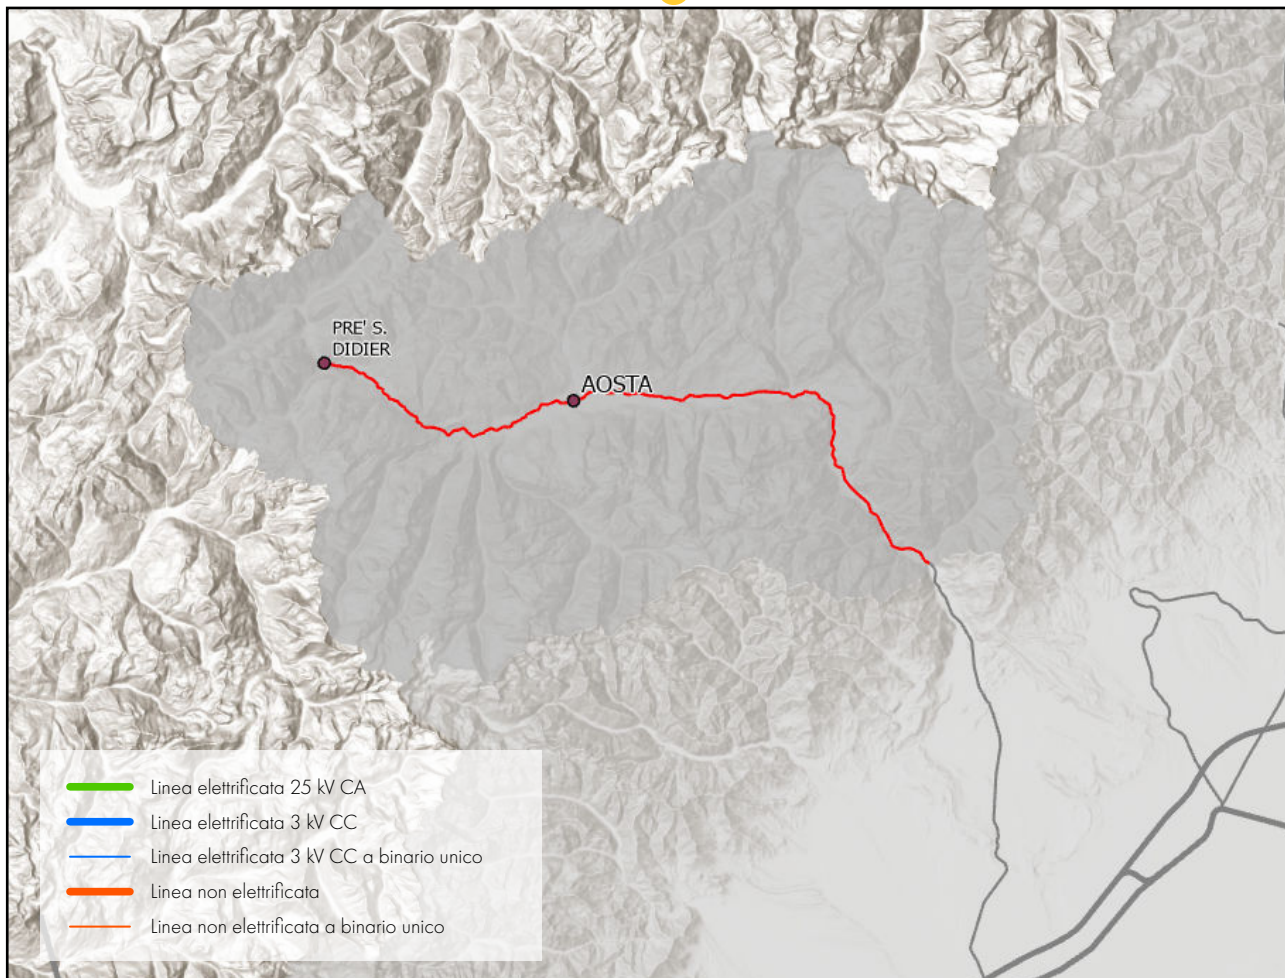 PRE' S.
DIDIER
AOSTA
Linea elettrificata 25 kV CA
Linea elettrificata 3 kV CC
Linea elettrificata 3 kV CC a binario unico
Linea non elettrificata
Linea non elettrificata a binario unico